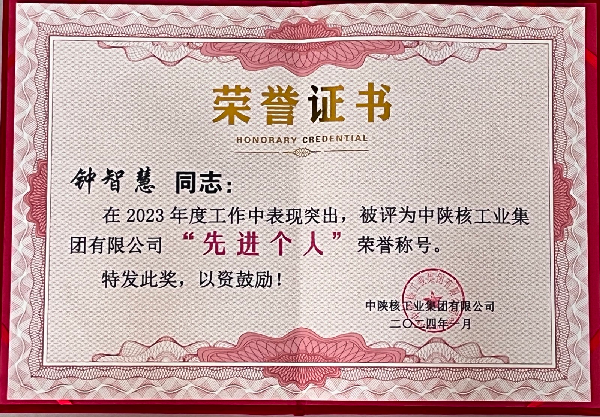 荣誉证书
HONORARY CREDENTIAL
钟智慧 同志：
在 2023 年度工作中表现突出，被评为中陕核工业集
团有限公司“先进个人”荣誉称号。
特发此奖，以资鼓励！
中陕核工业集团有限公司
二〇二四年一月